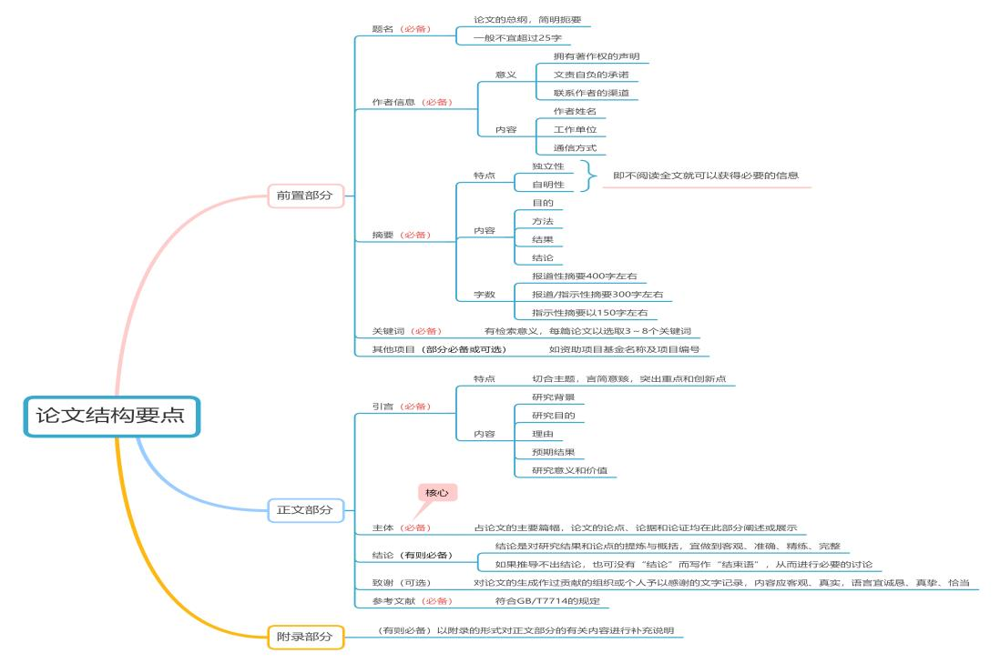 论文结构要点
前置部分
题名（必备）
论文的总纲，简明扼要
一般不宜超过25字
作者信息（必备）
意义
拥有著作权的声明
文责自负的承诺
联系作者的渠道
内容
作者姓名
工作单位
通信方式
摘要（必备）
特点
独立性
自明性
即不阅读全文就可以获得必要的信息
内容
目的
方法
结果
结论
字数
报道性摘要400字左右
报道/指示性摘要300字左右
指示性摘要以150字左右
关键词（必备）
有检索意义，每篇论文以选取3～8个关键词
其他项目（部分必备或可选）
如资助项目基金名称及项目编号
正文部分
引言（必备）
特点
切合主题，言简意赅，突出重点和创新点
内容
研究背景
研究目的
理由
预期结果
研究意义和价值
核心
主体（必备）
占论文的主要篇幅，论文的论点、论据和论证均在此部分阐述或展示
结论（有则必备）
结论是对研究结果和论点的提炼与概括，宜做到客观、准确、精练、完整
如果推导不出结论，也可没有“结论”而写作“结束语”，从而进行必要的讨论
致谢（可选）
对论文的生成作过贡献的组织或个人予以感谢的文字记录，内容应客观、真实，语言宜诚恳、真挚、恰当
参考文献（必备）
符合GB/T7714的规定
附录部分
（有则必备）以附录的形式对正文部分的有关内容进行补充说明